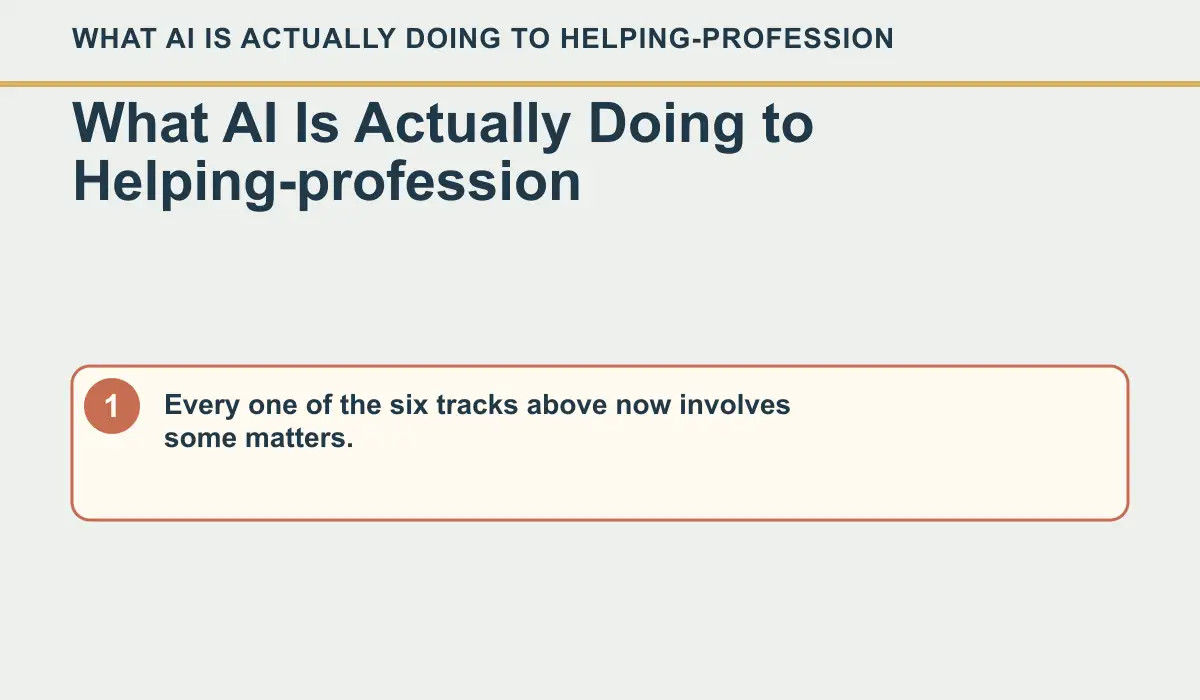 WHAT AI IS ACTUALLY DOING TO HELPING-PROFESSION
What AI Is Actually Doing to
Helping-profession
1
Every one of the six tracks above now involves
some matters.